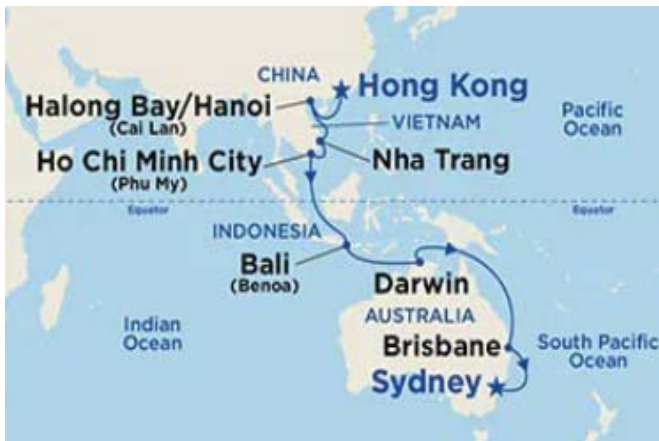 CHINA
Hong Kong
Halong Bay/Hanoi
(Cai Lan)
Pacific
Ocean
VIETNAM
Ho Chi Minh City
(Phu My)
Nha Trang
Equator
Equator
INDONESIA
Bali
(Benoa)
Darwin
AUSTRALIA
Indian
Ocean
Brisbane
South Pacific
Ocean
Sydney